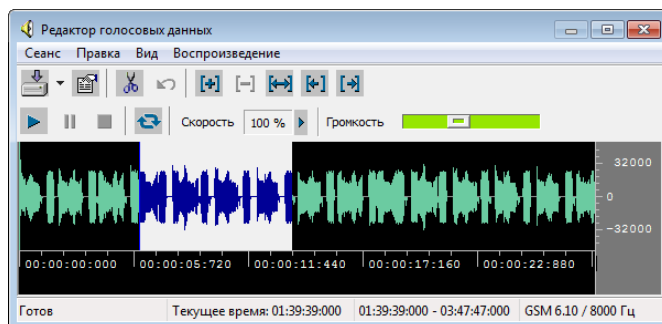 Редактор голосовых данных
Сеанс Правка Вид Воспроизведение
Скорость 100 % Громкость
32000
0
-32000
00:00:00:000 00:00:05:720 00:00:11:440 00:00:17:160 00:00:22:880
Готов Текущее время: 01:39:39:000 01:39:39:000 - 03:47:47:000 GSM 6.10 / 8000 Гц